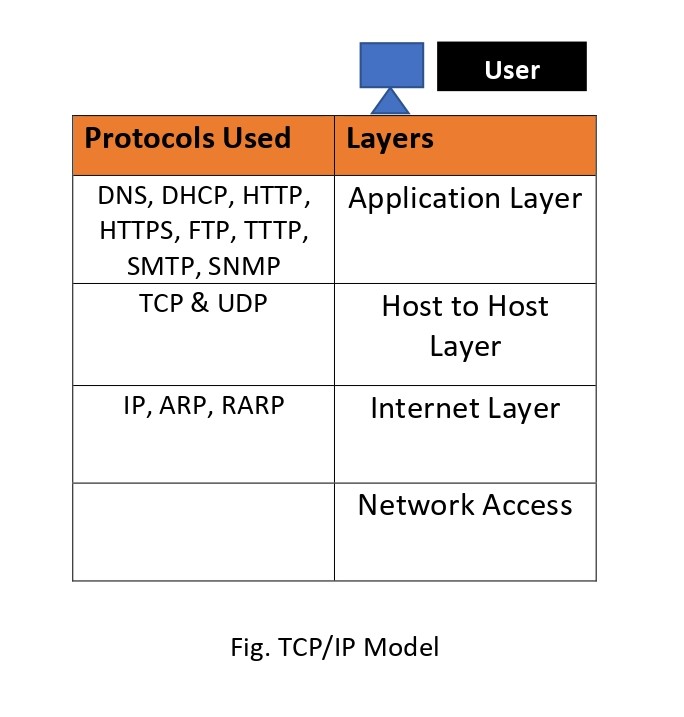 User
Protocols Used
Layers
DNS, DHCP, HTTP,
HTTPS, FTP, TTTP,
SMTP, SNMP
Application Layer
TCP & UDP
Host to Host
Layer
IP, ARP, RARP
Internet Layer
Network Access
Fig. TCP/IP Model